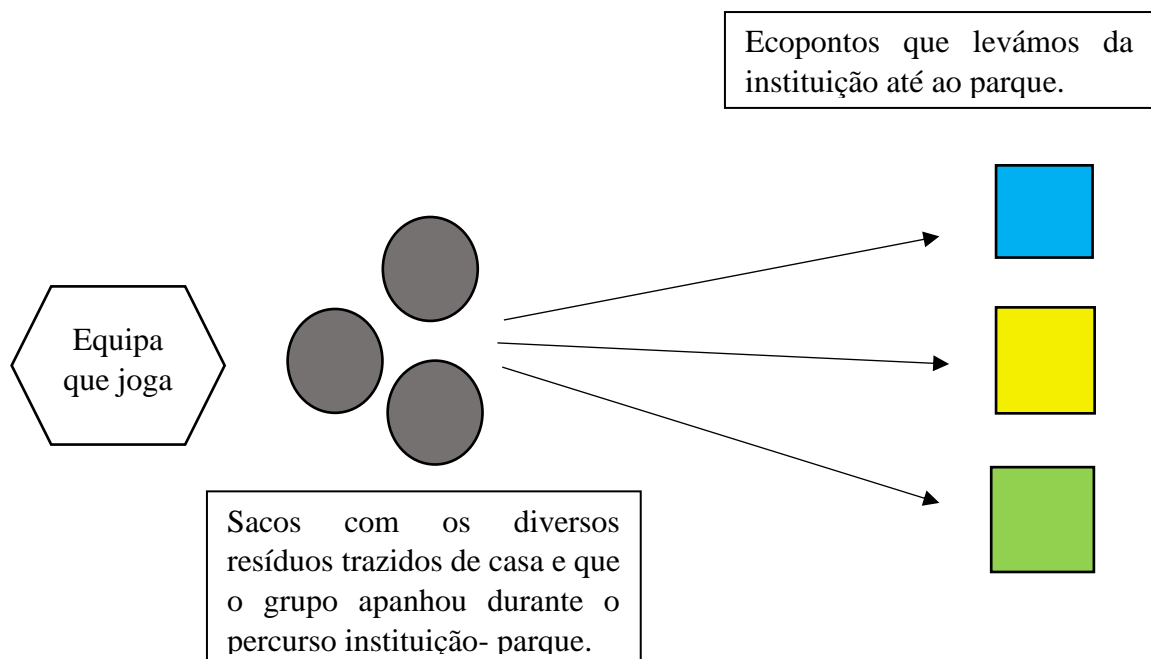 Ecopontos que levámos da
instituição até ao parque.
Equipa
que joga
Sacos com os diversos
resíduos trazidos de casa e que
o grupo apanhou durante o
percurso instituição- parque.